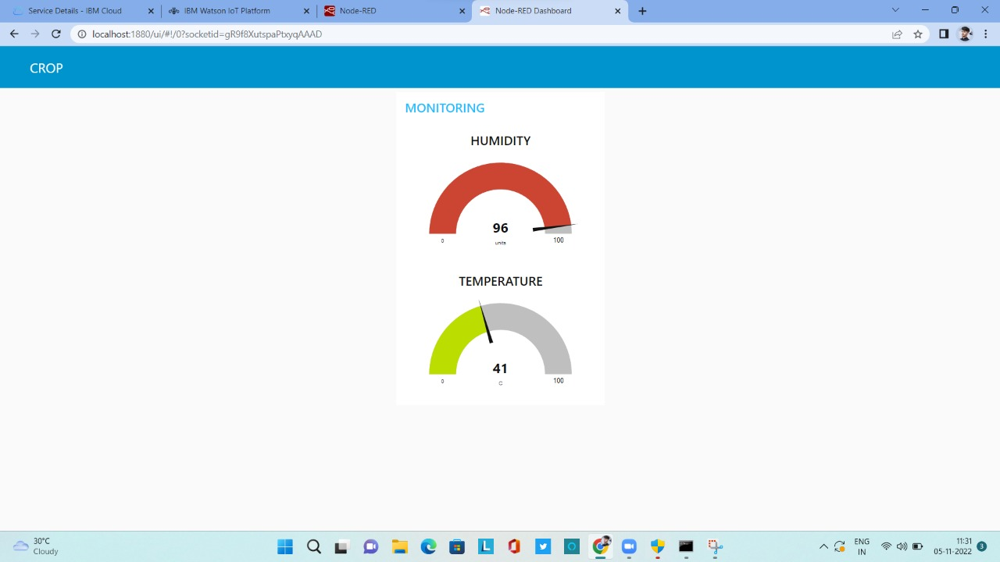 Service Details - IBM Cloud
IBM Watson IoT Platform
Node-RED
Node-RED Dashboard
localhost:1880/ui/#!/0?socketid=gR9f8XutspaPtxyqAAAD
CROP
MONITORING
HUMIDITY
96
units
0
100
TEMPERATURE
41
C
0
100
30°C
Cloudy
L
ENG
IN
11:31
05-11-2022
3